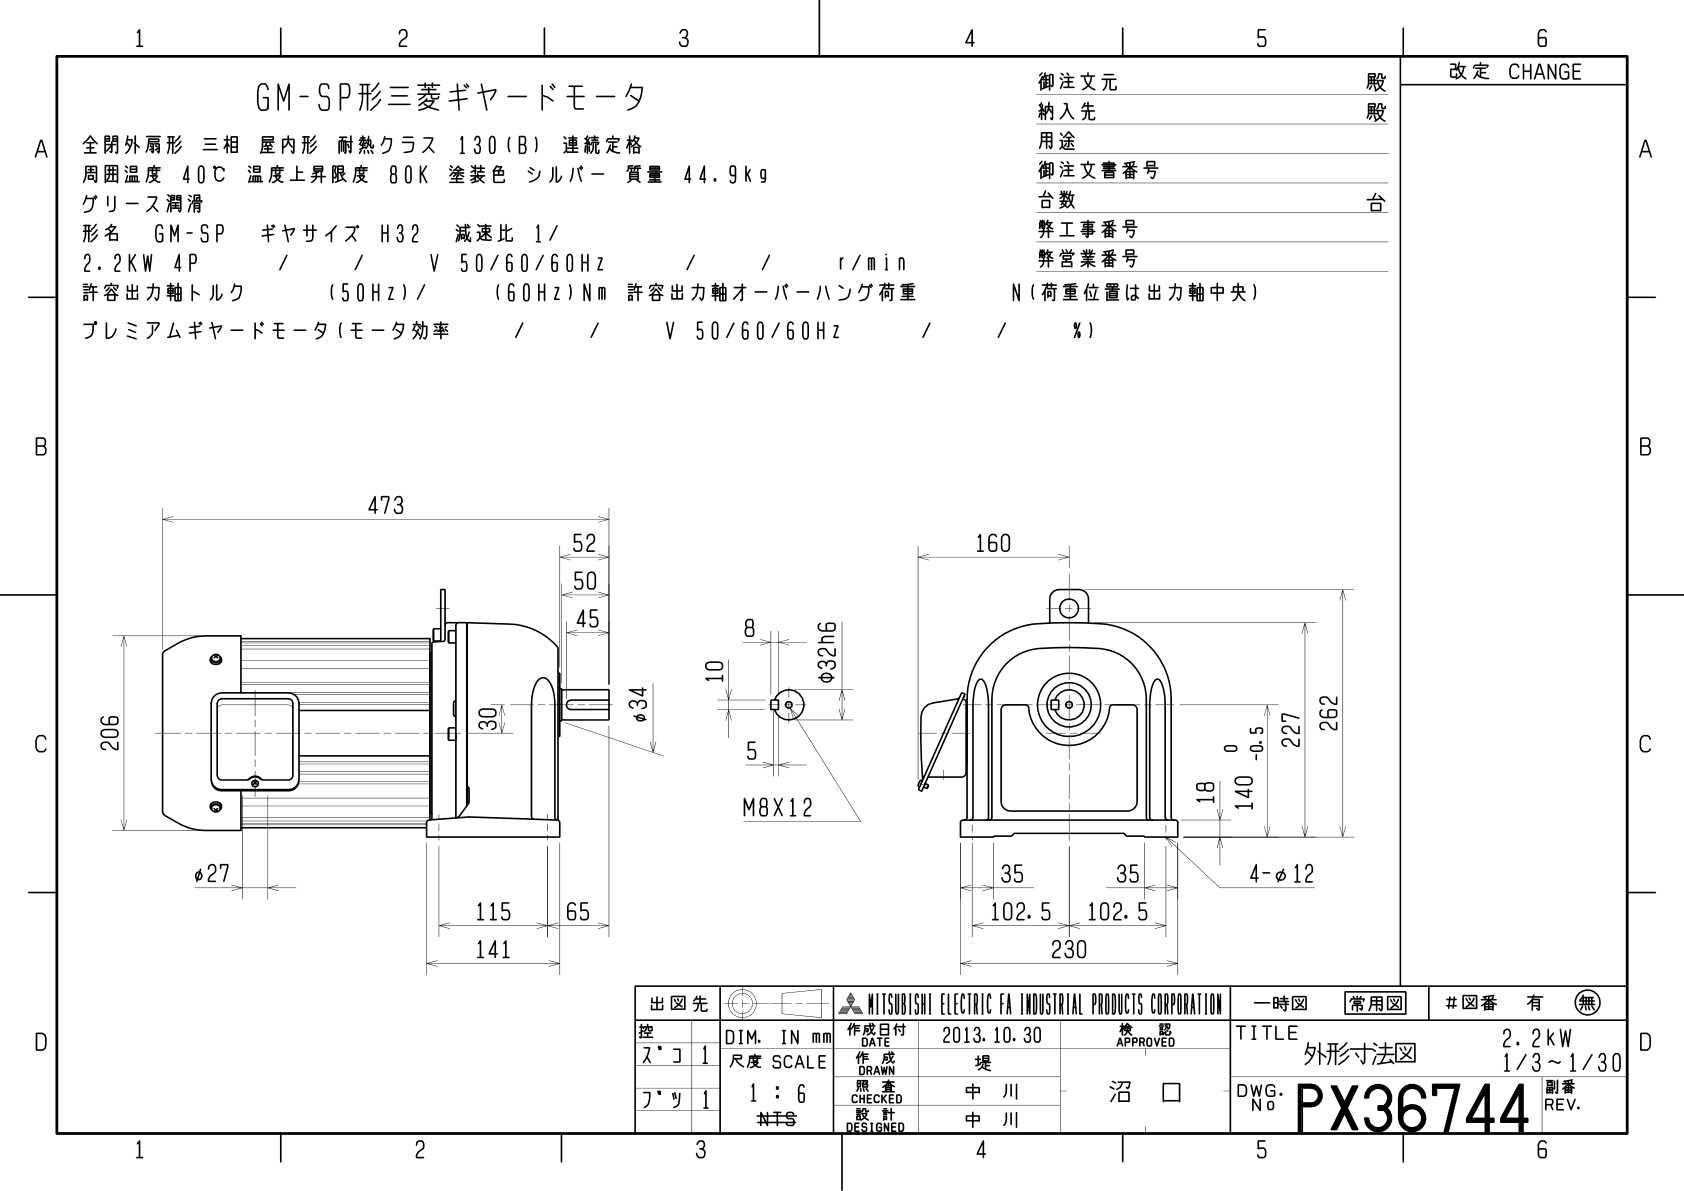 1 2 3 4 5 6
改定 CHANGE
GM-SP形三菱ギヤードモータ
御注文元 殿
納入先 殿
用途
御注文書番号
台数 台
弊工事番号
弊営業番号
A A
全閉外扇形 三相 屋内形 耐熱クラス 130(B) 連続定格
周囲温度 40℃ 温度上昇限度 80K 塗装色 シルバー 質量 44.9kg
グリース潤滑
形名 GM-SP ギヤサイズ H32 減速比 1/
2.2KW 4P / / V 50/60/60Hz / / r/min
許容出力軸トルク (50Hz)/ (60Hz)Nm 許容出力軸オーバーハング荷重 N(荷重位置は出力軸中央)
プレミアムギヤードモータ(モータ効率 / / V 50/60/60Hz / / %)
B B
473
52
50
45
206
30
φ34
φ27
115 65
141
8
10
Φ32h6
5
M8X12
160
262
227
0
140 -0.5
18
35 35
4-φ12
102.5 102.5
230
C C
D D
出図先
控
ズコ 1
ブツ 1
DIM. IN mm
尺度 SCALE
1 : 6
NTS
MITSUBISHI ELECTRIC FA INDUSTRIAL PRODUCTS CORPORATION
作成日付 DATE 2013.10.30
作成 DRAWN 堤
照査 CHECKED 中川
設計 DESIGNED 中川
検認 APPROVED
沼口
一時図 常用図 #図番 有 無
TITLE 外形寸法図
2.2kW
1/3~1/30
DWG. No PX36744
副番 REV.
1 2 3 4 5 6